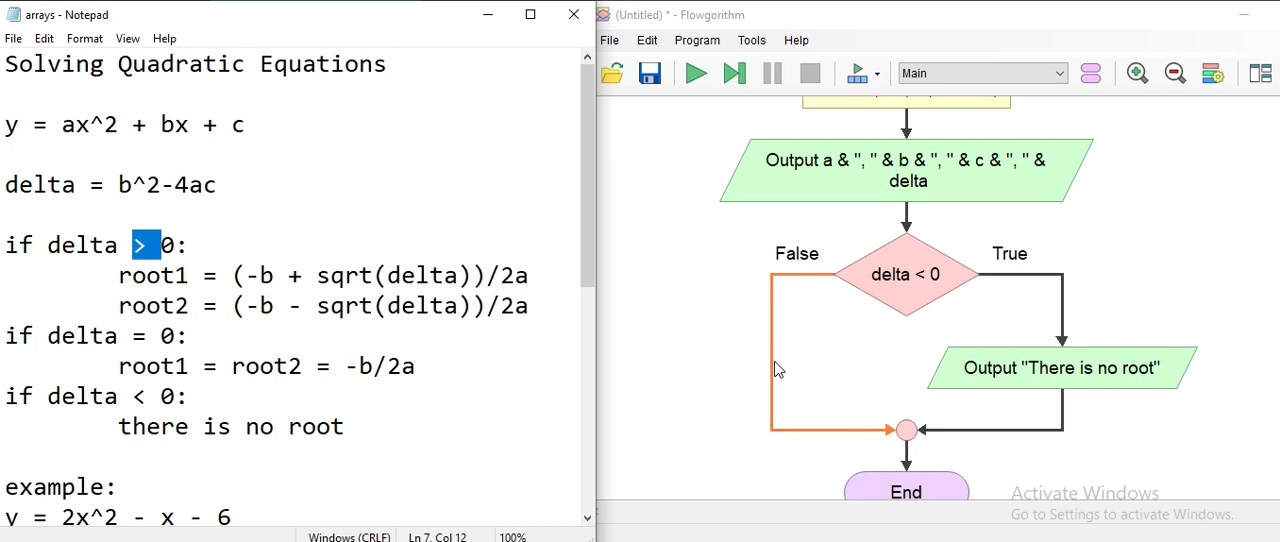 arrays - Notepad
File Edit Format View Help
Solving Quadratic Equations
y = ax^2 + bx + c
delta = b^2-4ac
if delta > 0:
root1 = (-b + sqrt(delta))/2a
root2 = (-b - sqrt(delta))/2a
if delta = 0:
root1 = root2 = -b/2a
if delta < 0:
there is no root
example:
y = 2x^2 - x - 6
Windows (CRLF) Ln 7, Col 12 100%
(Untitled) * - Flowgorithm
File Edit Program Tools Help
Main
Output a & ", " & b & ", " & c & ", " &
delta
False True
delta < 0
Output "There is no root"
End
Activate Windows
Go to Settings to activate Windows.